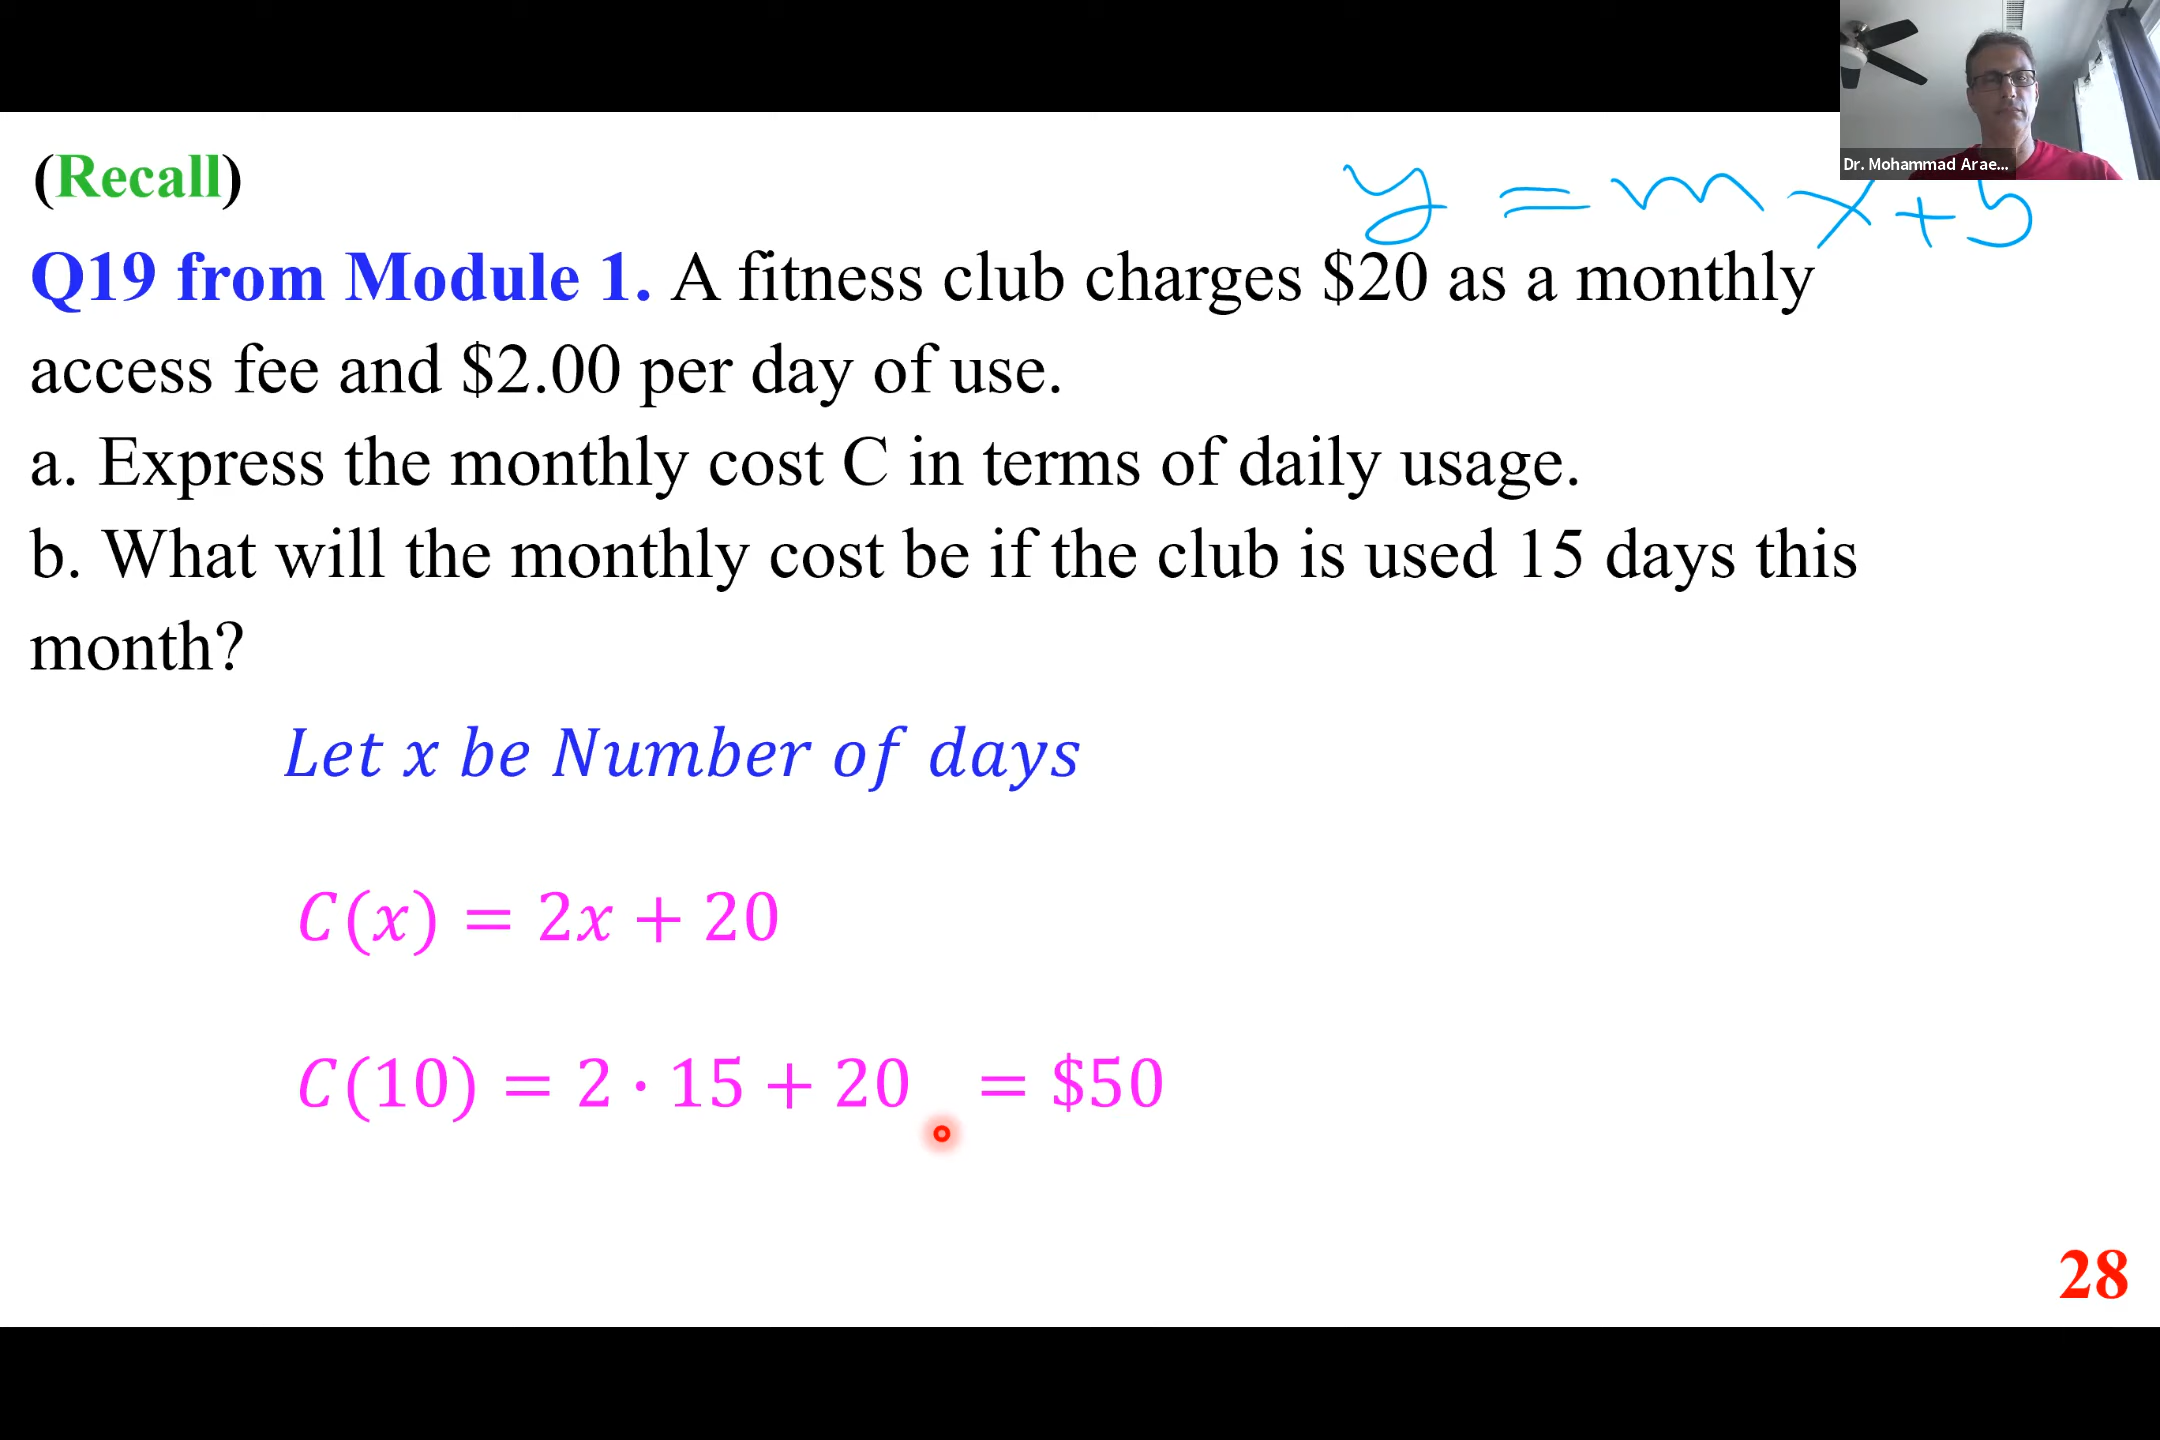 Dr. Mohammad Arae...
(Recall)
y = mx+b
Q19 from Module 1. A fitness club charges $20 as a monthly
access fee and $2.00 per day of use.
a. Express the monthly cost C in terms of daily usage.
b. What will the monthly cost be if the club is used 15 days this
month?
Let x be Number of days
C(x) = 2x + 20
C(10) = 2 · 15 + 20 = $50
28